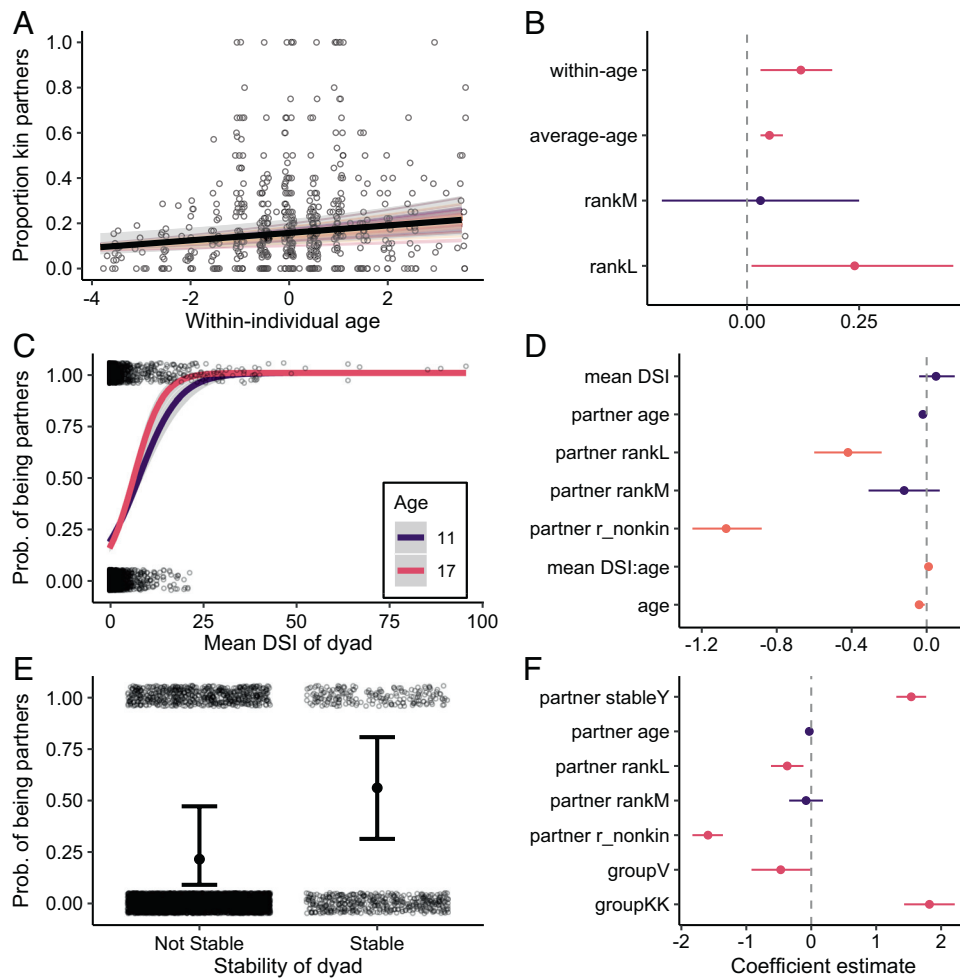 A
Proportion kin partners
1.0
0.8
0.6
0.4
0.2
0.0
-4
-2
0
2
Within-individual age
B
within-age
average-age
rankM
rankL
0.00
0.25
C
Prob. of being partners
1.00
0.75
0.50
0.25
0.00
0
25
50
75
100
Mean DSI of dyad
Age
11
17
D
mean DSI
partner age
partner rankL
partner rankM
partner r_nonkin
mean DSI:age
age
-1.2
-0.8
-0.4
0.0
E
Prob. of being partners
1.00
0.75
0.50
0.25
0.00
Not Stable
Stable
Stability of dyad
F
partner stableY
partner age
partner rankL
partner rankM
partner r_nonkin
groupV
groupKK
-2
-1
0
1
2
Coefficient estimate